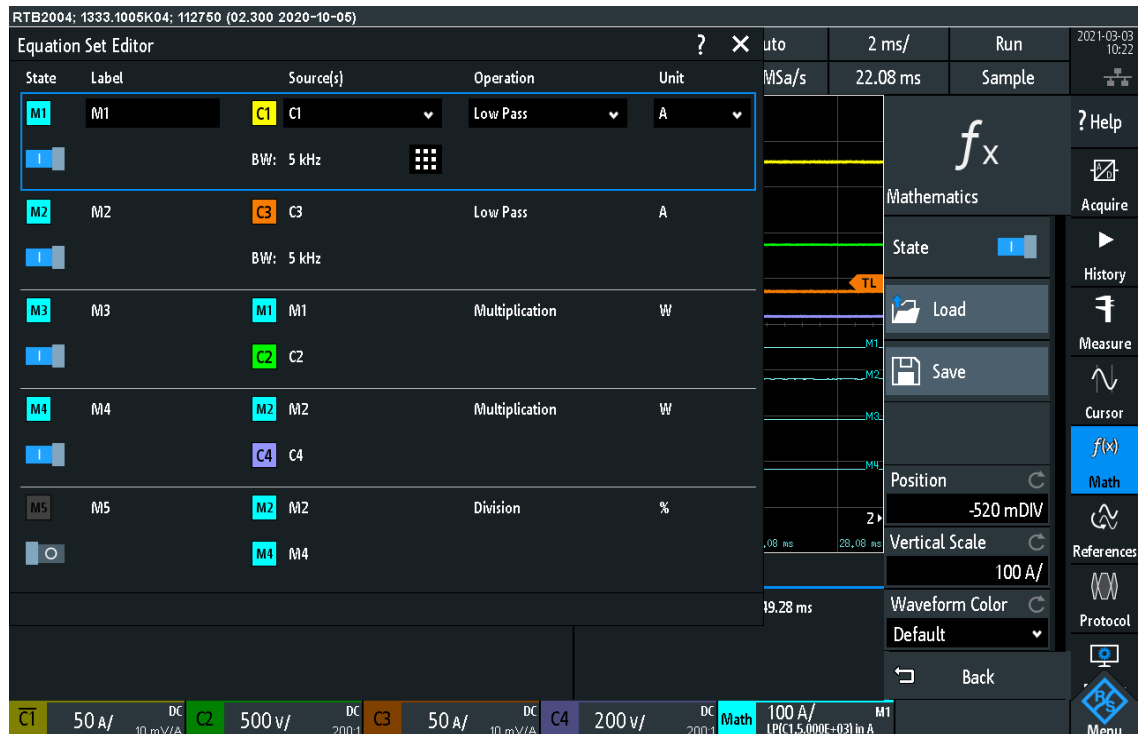 RTB2004; 1333.1005K04; 112750 (02.300 2020-10-05)
Equation Set Editor ? ✕
uto 2 ms/ Run
2021-03-03
10:22
State Label Source(s) Operation Unit
MSa/s 22.08 ms Sample
M1 M1 C1 C1 Low Pass A
BW: 5 kHz
M2 M2 C3 C3 Low Pass A
BW: 5 kHz
M3 M3 M1 M1 Multiplication W
C2 C2
M4 M4 M2 M2 Multiplication W
C4 C4
M5 M5 M2 M2 Division %
M4 M4
TL
M1
M2
M3
M4
2
.08 ms 28.08 ms
49.28 ms
fx
Mathematics
State
Load
Save
Position
-520 mDIV
Vertical Scale
100 A/
Waveform Color
Default
Back
? Help
Acquire
History
Measure
Cursor
f(x)
Math
References
Protocol
R&S
Menu
C1 50 A/ DC 10 mV/A C2 500 V/ DC 200:1 C3 50 A/ DC 10 mV/A C4 200 V/ DC 200:1 Math 100 A/ M1
LP(C1,5.000E+03) in A